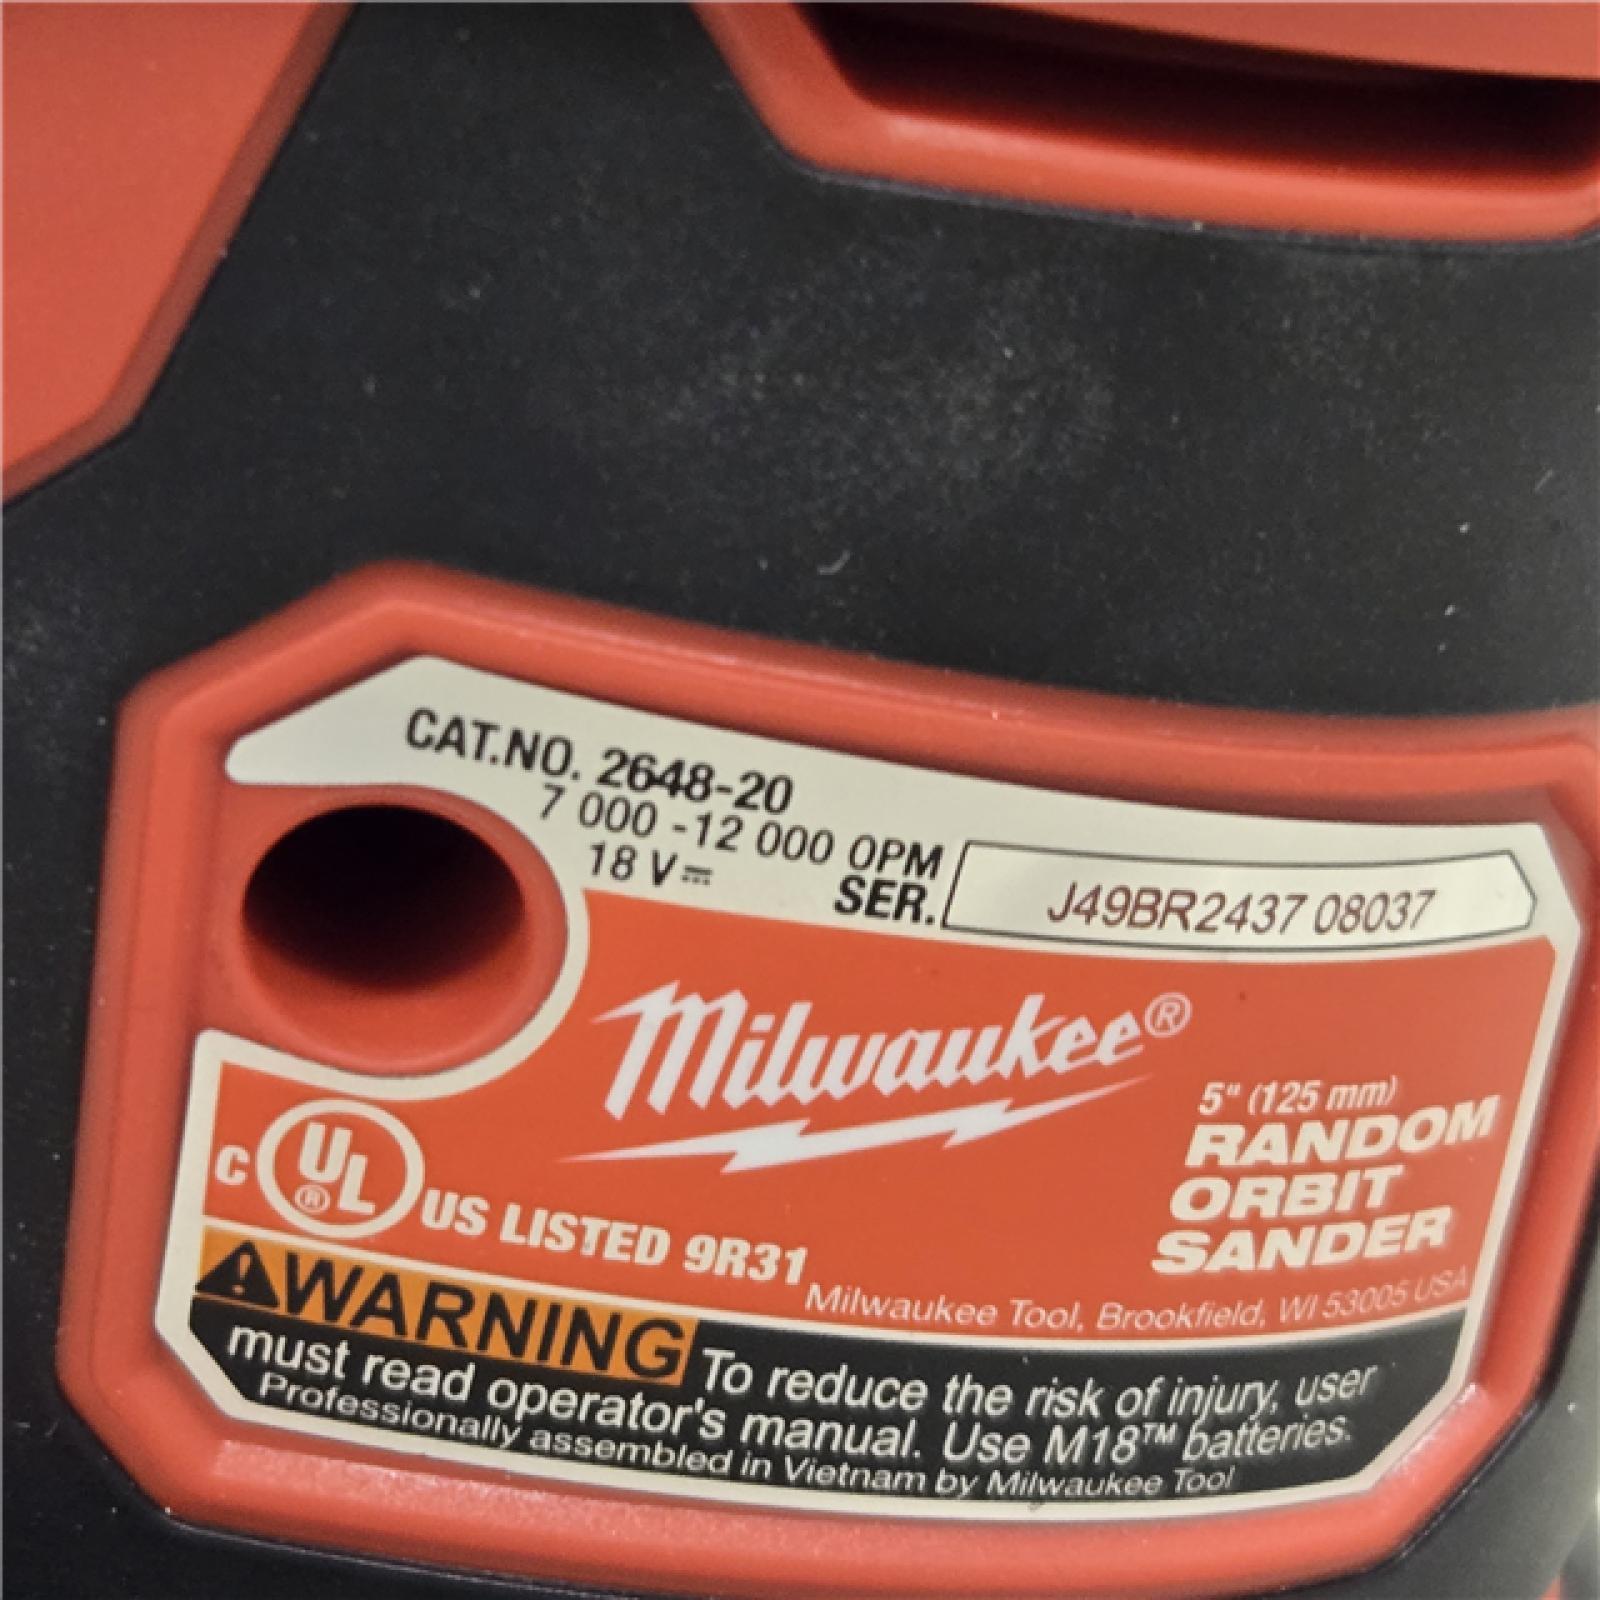 CAT.NO. 2648-20
7 000 -12 000 OPM
18 V⎓
SER. J49BR2437 08037
Milwaukee®
5" (125 mm)
RANDOM
ORBIT
SANDER
C UL® US LISTED 9R31
Milwaukee Tool, Brookfield, WI 53005 USA
⚠WARNING To reduce the risk of injury, user
must read operator's manual. Use M18™ batteries.
Professionally assembled in Vietnam by Milwaukee Tool